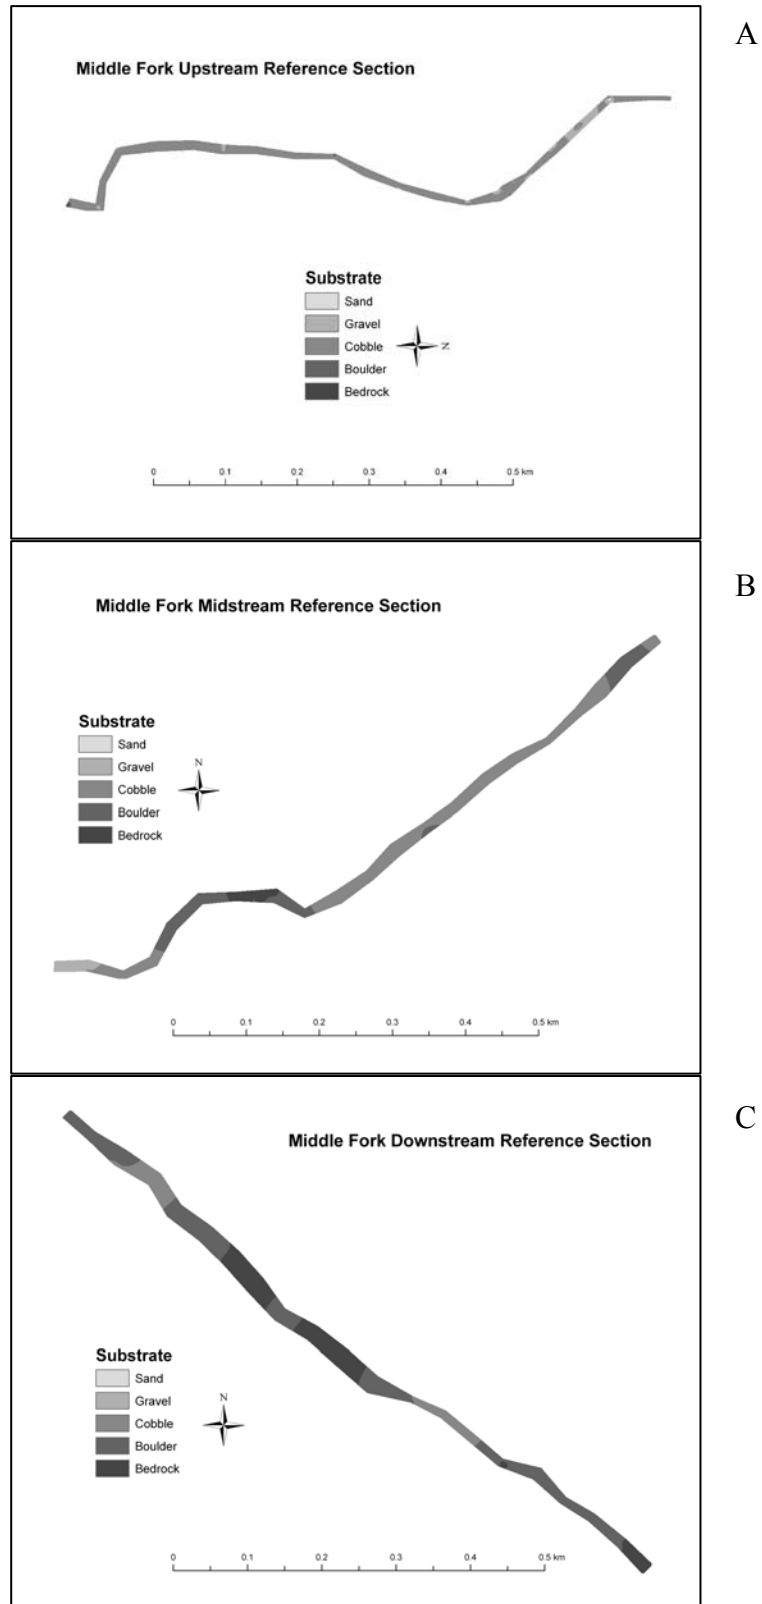 A
Middle Fork Upstream Reference Section
Substrate
Sand
Gravel
Cobble
Boulder
Bedrock
N
0 0.1 0.2 0.3 0.4 0.5 km
B
Middle Fork Midstream Reference Section
Substrate
Sand
Gravel
Cobble
Boulder
Bedrock
N
0 0.1 0.2 0.3 0.4 0.5 km
C
Middle Fork Downstream Reference Section
Substrate
Sand
Gravel
Cobble
Boulder
Bedrock
N
0 0.1 0.2 0.3 0.4 0.5 km